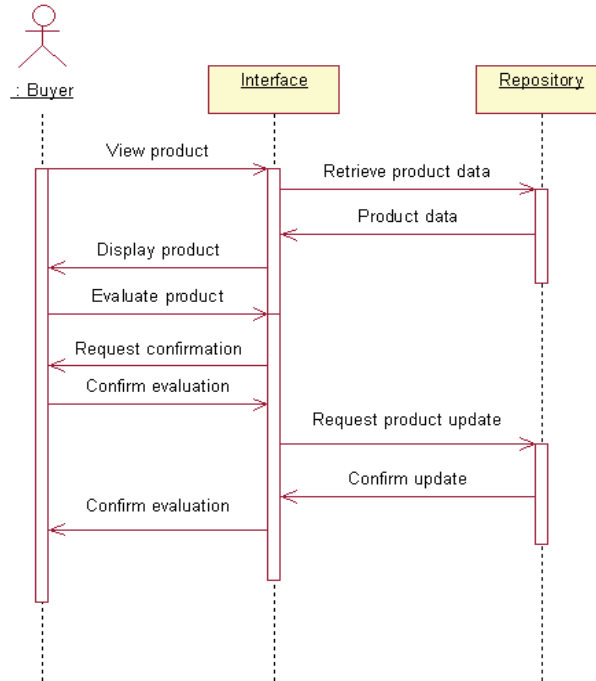 Interface
Repository
: Buyer
View product
Retrieve product data
Product data
Display product
Evaluate product
Request confirmation
Confirm evaluation
Request product update
Confirm update
Confirm evaluation